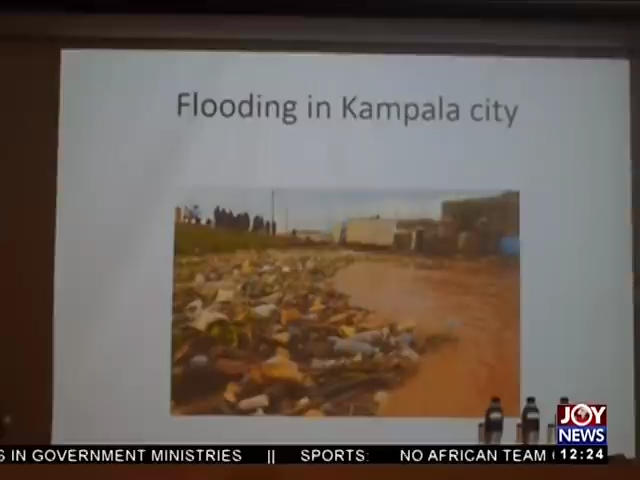 Flooding in Kampala city
JOY
NEWS
IN GOVERNMENT MINISTRIES || SPORTS: NO AFRICAN TEAM
12:24